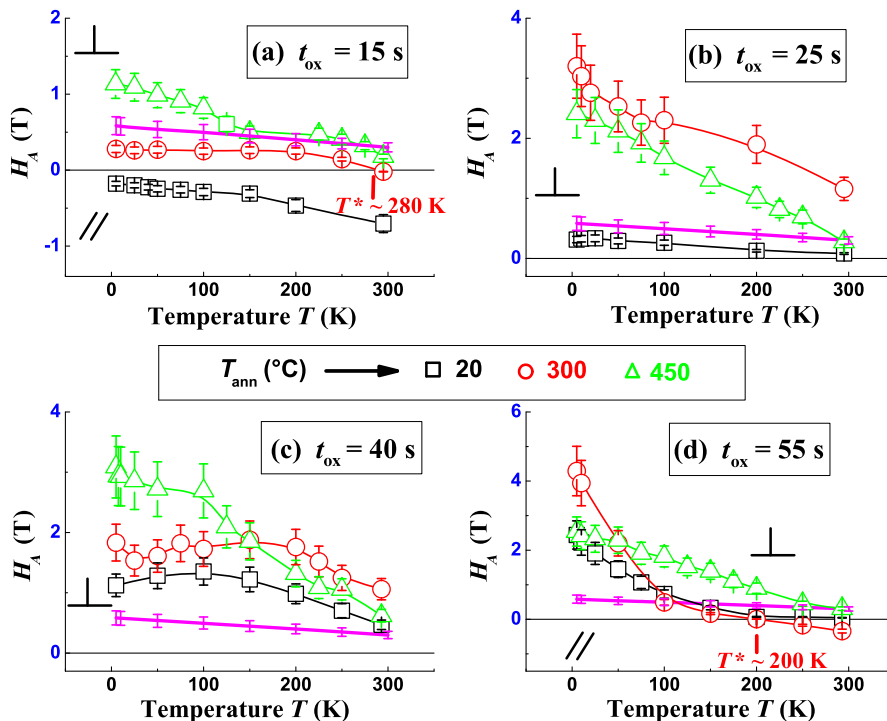 2
1
0
-1
H_A (T)
(a) t_ox = 15 s
T* ~ 280 K
0 100 200 300
Temperature T (K)
4
2
0
H_A (T)
(b) t_ox = 25 s
0 100 200 300
Temperature T (K)
T_ann (°C) 20 300 450
4
2
0
H_A (T)
(c) t_ox = 40 s
0 100 200 300
Temperature T (K)
6
4
2
0
H_A (T)
(d) t_ox = 55 s
T* ~ 200 K
0 100 200 300
Temperature T (K)